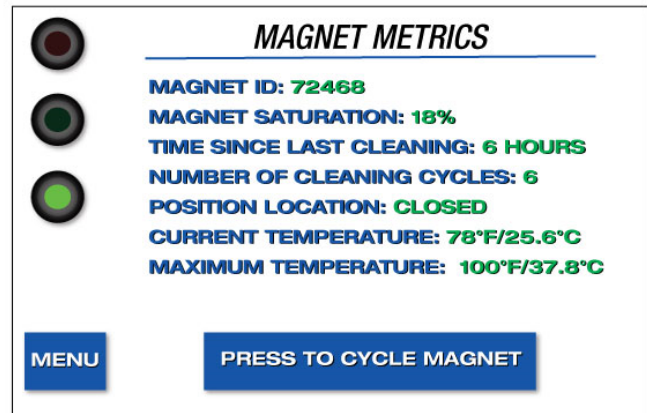 MAGNET METRICS
MAGNET ID: 72468
MAGNET SATURATION: 18%
TIME SINCE LAST CLEANING: 6 HOURS
NUMBER OF CLEANING CYCLES: 6
POSITION LOCATION: CLOSED
CURRENT TEMPERATURE: 78°F/25.6°C
MAXIMUM TEMPERATURE: 100°F/37.8°C
MENU
PRESS TO CYCLE MAGNET